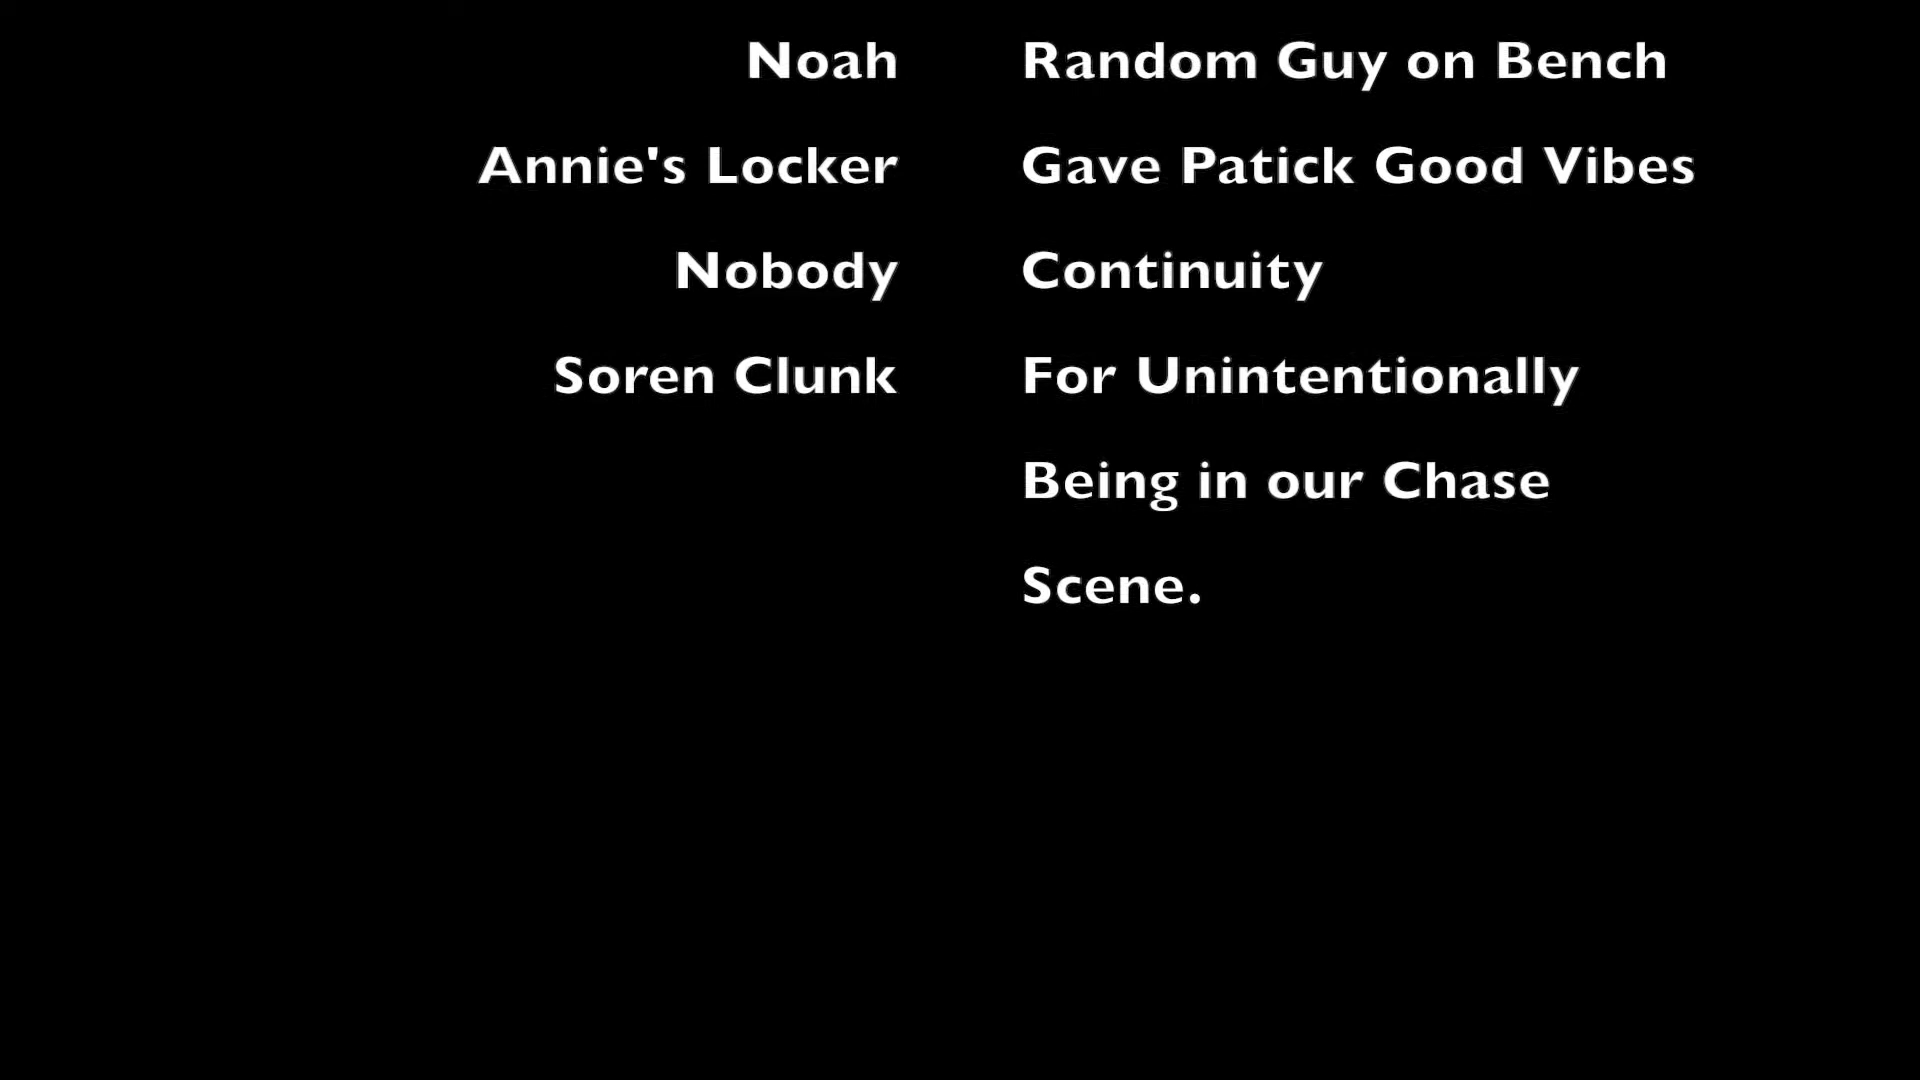 Noah Random Guy on Bench
Annie's Locker Gave Patick Good Vibes
Nobody Continuity
Soren Clunk For Unintentionally
Being in our Chase
Scene.